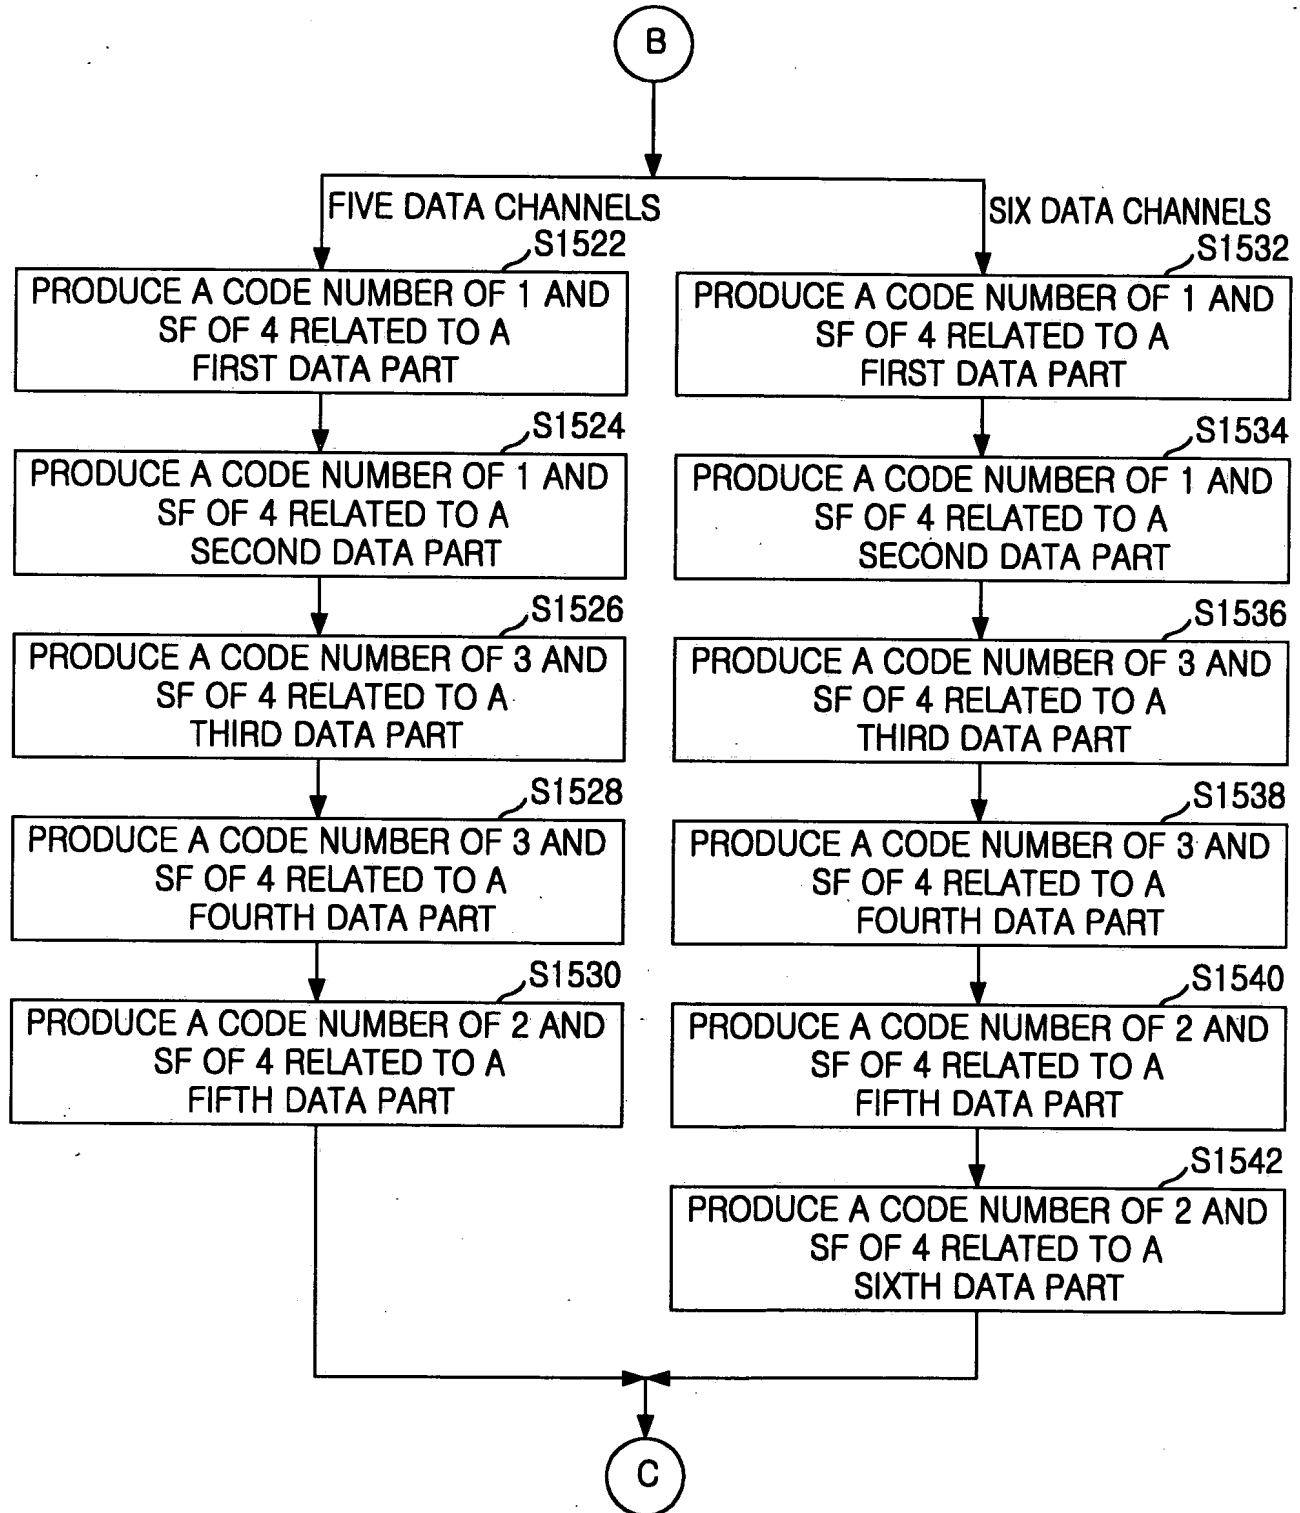 B
FIVE DATA CHANNELS
S1522
PRODUCE A CODE NUMBER OF 1 AND
SF OF 4 RELATED TO A
FIRST DATA PART
S1524
PRODUCE A CODE NUMBER OF 1 AND
SF OF 4 RELATED TO A
SECOND DATA PART
S1526
PRODUCE A CODE NUMBER OF 3 AND
SF OF 4 RELATED TO A
THIRD DATA PART
S1528
PRODUCE A CODE NUMBER OF 3 AND
SF OF 4 RELATED TO A
FOURTH DATA PART
S1530
PRODUCE A CODE NUMBER OF 2 AND
SF OF 4 RELATED TO A
FIFTH DATA PART
SIX DATA CHANNELS
S1532
PRODUCE A CODE NUMBER OF 1 AND
SF OF 4 RELATED TO A
FIRST DATA PART
S1534
PRODUCE A CODE NUMBER OF 1 AND
SF OF 4 RELATED TO A
SECOND DATA PART
S1536
PRODUCE A CODE NUMBER OF 3 AND
SF OF 4 RELATED TO A
THIRD DATA PART
S1538
PRODUCE A CODE NUMBER OF 3 AND
SF OF 4 RELATED TO A
FOURTH DATA PART
S1540
PRODUCE A CODE NUMBER OF 2 AND
SF OF 4 RELATED TO A
FIFTH DATA PART
S1542
PRODUCE A CODE NUMBER OF 2 AND
SF OF 4 RELATED TO A
SIXTH DATA PART
C